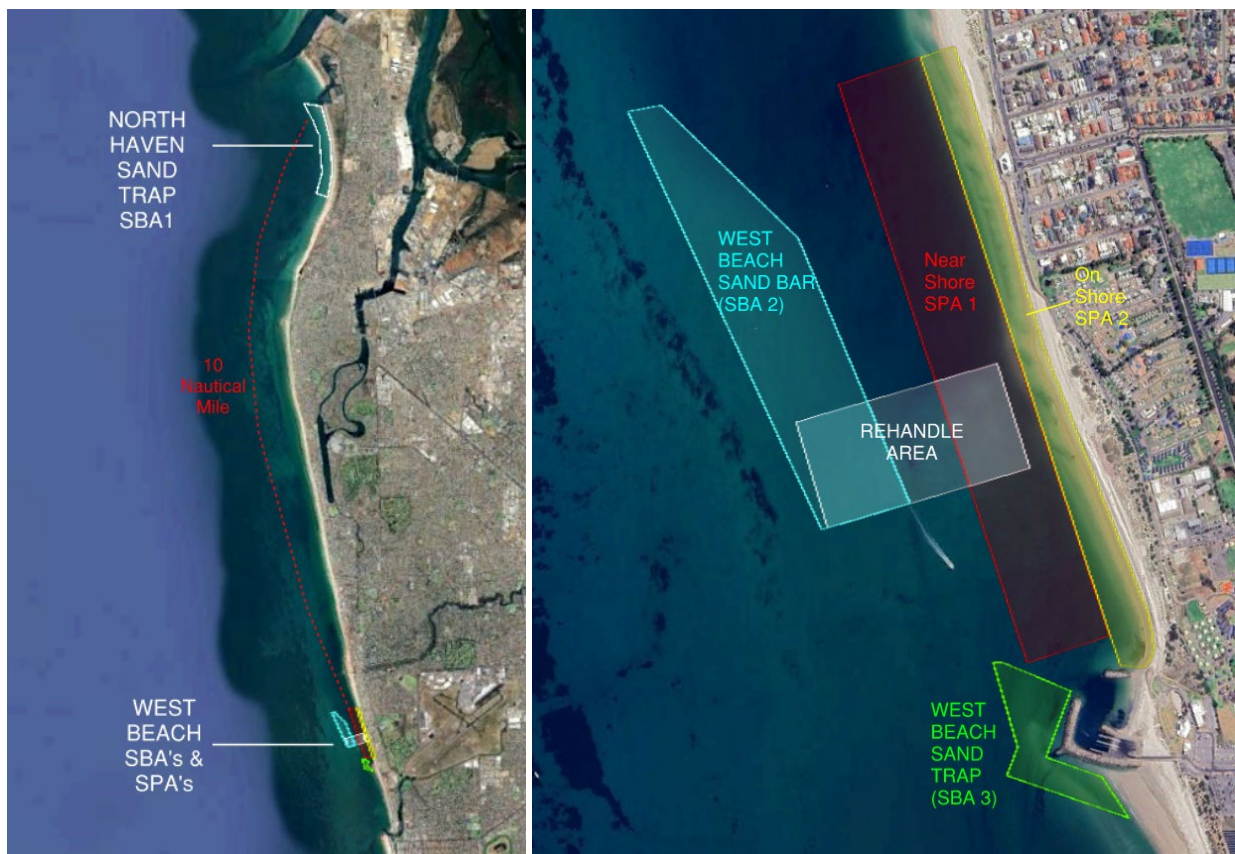 NORTH
HAVEN
SAND
TRAP
SBA1
10
Nautical
Mile
WEST
BEACH
SBA's &
SPA's
WEST
BEACH
SAND BAR
(SBA 2)
Near
Shore
SPA 1
On
Shore
SPA 2
REHANDLE
AREA
WEST
BEACH
SAND
TRAP
(SBA 3)